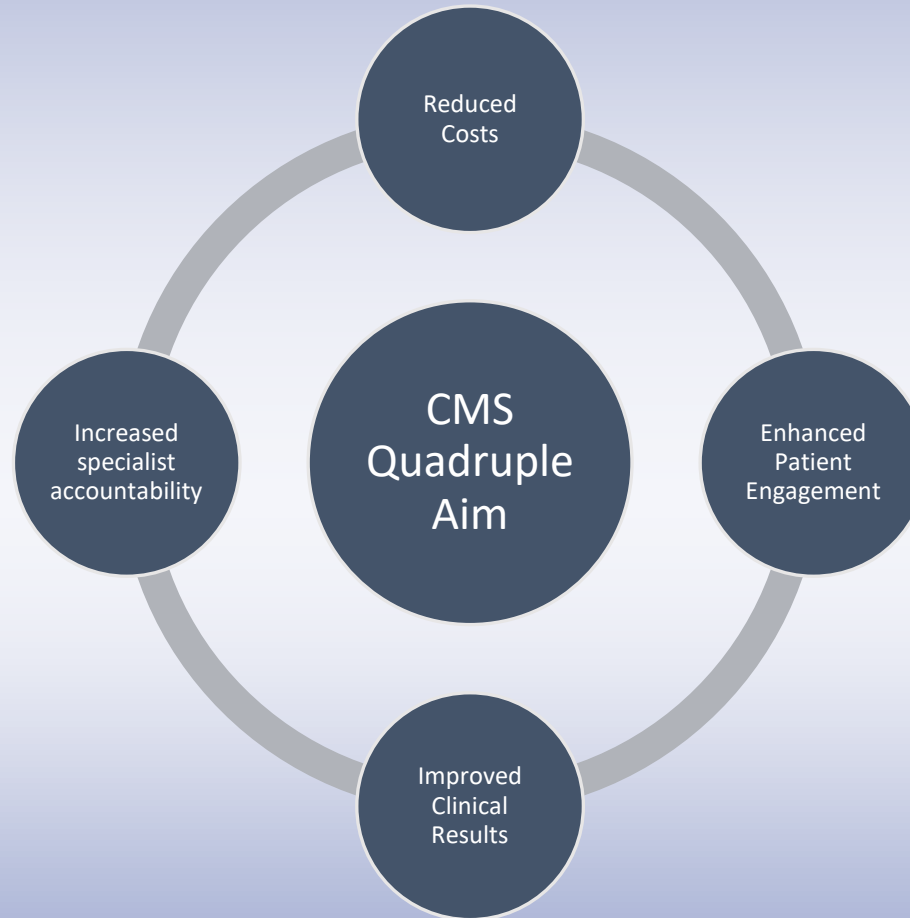 Reduced
Costs
CMS
Quadruple
Aim
Increased
specialist
accountability
Enhanced
Patient
Engagement
Improved
Clinical
Results